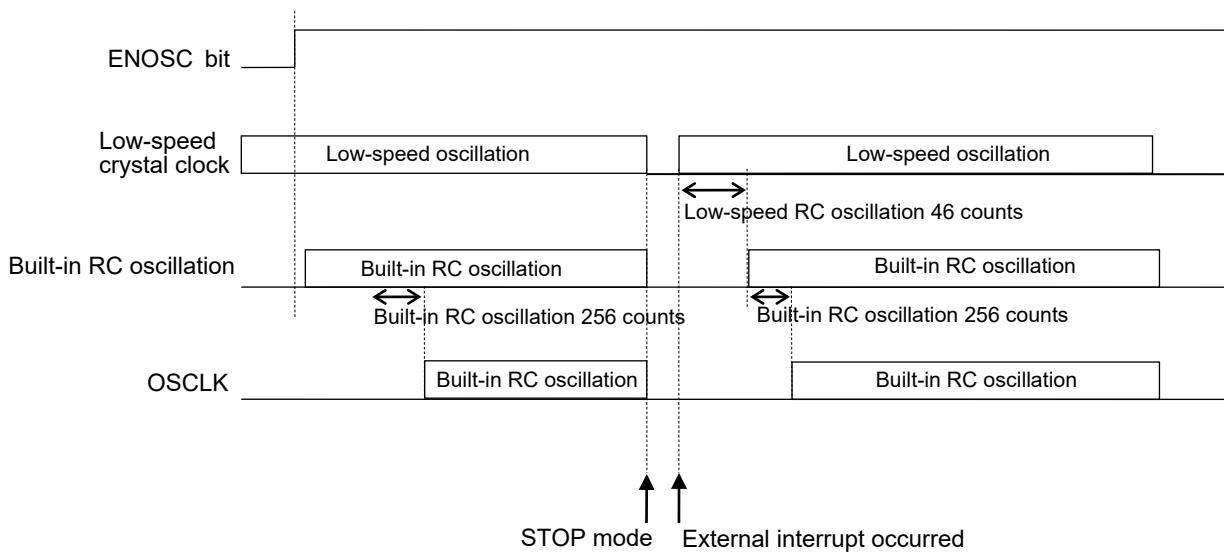 ENOSC bit
Low-speed
crystal clock
Low-speed oscillation
Low-speed oscillation
Low-speed RC oscillation 46 counts
Built-in RC oscillation
Built-in RC oscillation
Built-in RC oscillation
Built-in RC oscillation 256 counts
Built-in RC oscillation 256 counts
OSCLK
Built-in RC oscillation
Built-in RC oscillation
STOP mode
External interrupt occurred